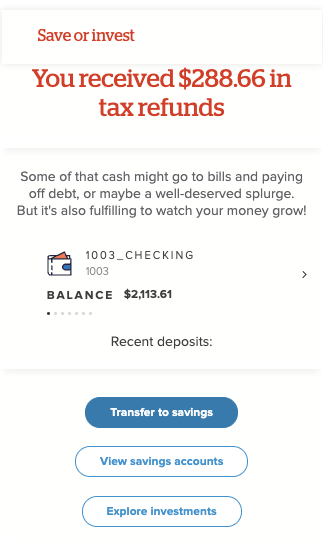 Save or invest
You received $288.66 in
tax refunds
Some of that cash might go to bills and paying
off debt, or maybe a well-deserved splurge.
But it's also fulfilling to watch your money grow!
1003_CHECKING
1003
BALANCE $2,113.61
Recent deposits:
Transfer to savings
View savings accounts
Explore investments